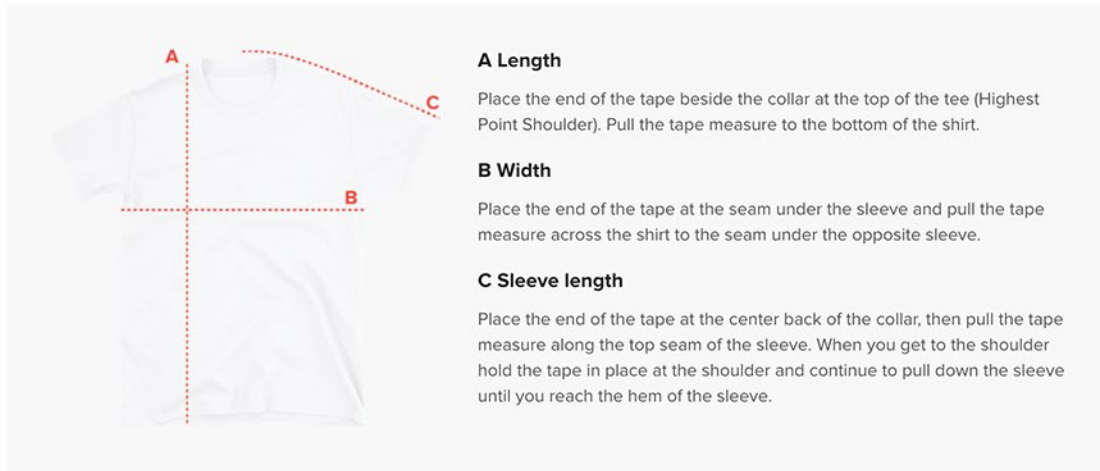 A
C
B
A Length
Place the end of the tape beside the collar at the top of the tee (Highest
Point Shoulder). Pull the tape measure to the bottom of the shirt.
B Width
Place the end of the tape at the seam under the sleeve and pull the tape
measure across the shirt to the seam under the opposite sleeve.
C Sleeve length
Place the end of the tape at the center back of the collar, then pull the tape
measure along the top seam of the sleeve. When you get to the shoulder
hold the tape in place at the shoulder and continue to pull down the sleeve
until you reach the hem of the sleeve.